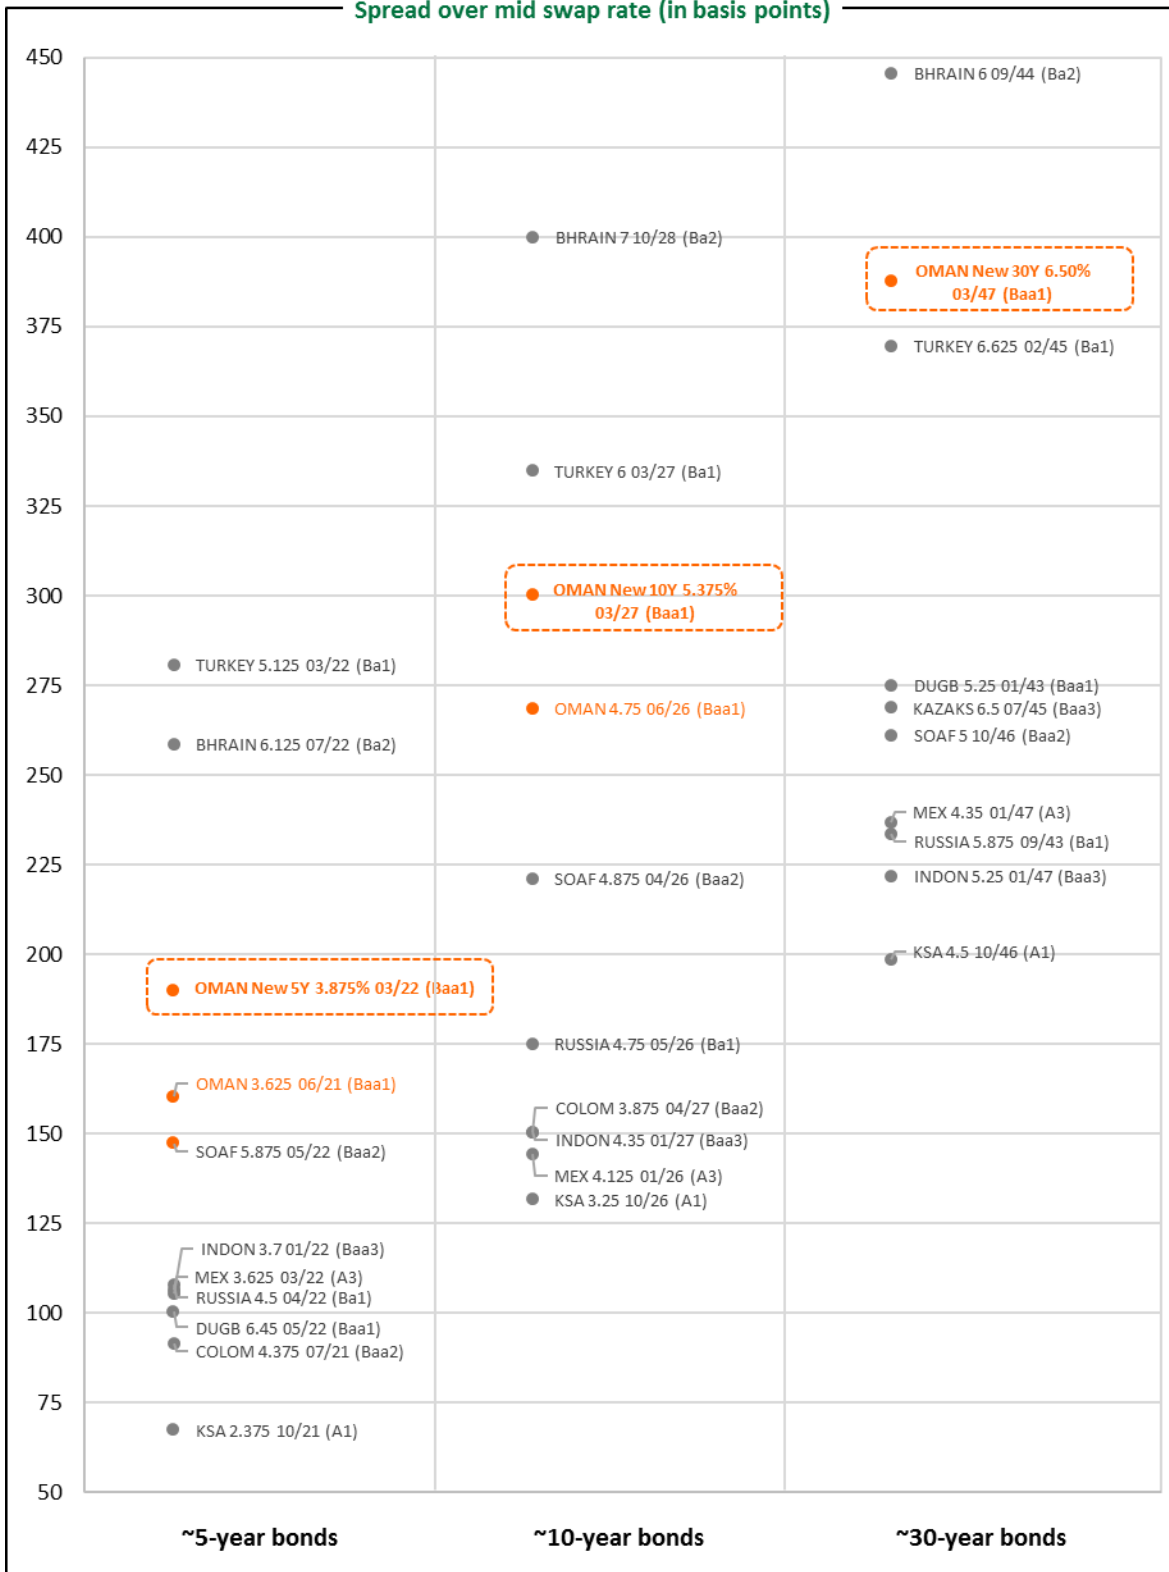 Spread over mid swap rate (in basis points)
450
425
400
375
350
325
300
275
250
225
200
175
150
125
100
75
50
TURKEY 5.125 03/22 (Ba1)
BHRAIN 6.125 07/22 (Ba2)
OMAN New 5Y 3.875% 03/22 (Baa1)
OMAN 3.625 06/21 (Baa1)
SOAF 5.875 05/22 (Baa2)
INDON 3.7 01/22 (Baa3)
MEX 3.625 03/22 (A3)
RUSSIA 4.5 04/22 (Ba1)
DUGB 6.45 05/22 (Baa1)
COLOM 4.375 07/21 (Baa2)
KSA 2.375 10/21 (A1)
BHRAIN 7 10/28 (Ba2)
TURKEY 6 03/27 (Ba1)
OMAN New 10Y 5.375%
03/27 (Baa1)
OMAN 4.75 06/26 (Baa1)
SOAF 4.875 04/26 (Baa2)
RUSSIA 4.75 05/26 (Ba1)
COLOM 3.875 04/27 (Baa2)
INDON 4.35 01/27 (Baa3)
MEX 4.125 01/26 (A3)
KSA 3.25 10/26 (A1)
BHRAIN 6 09/44 (Ba2)
OMAN New 30Y 6.50%
03/47 (Baa1)
TURKEY 6.625 02/45 (Ba1)
DUGB 5.25 01/43 (Baa1)
KAZAKS 6.5 07/45 (Baa3)
SOAF 5 10/46 (Baa2)
MEX 4.35 01/47 (A3)
RUSSIA 5.875 09/43 (Ba1)
INDON 5.25 01/47 (Baa3)
KSA 4.5 10/46 (A1)
~5-year bonds
~10-year bonds
~30-year bonds